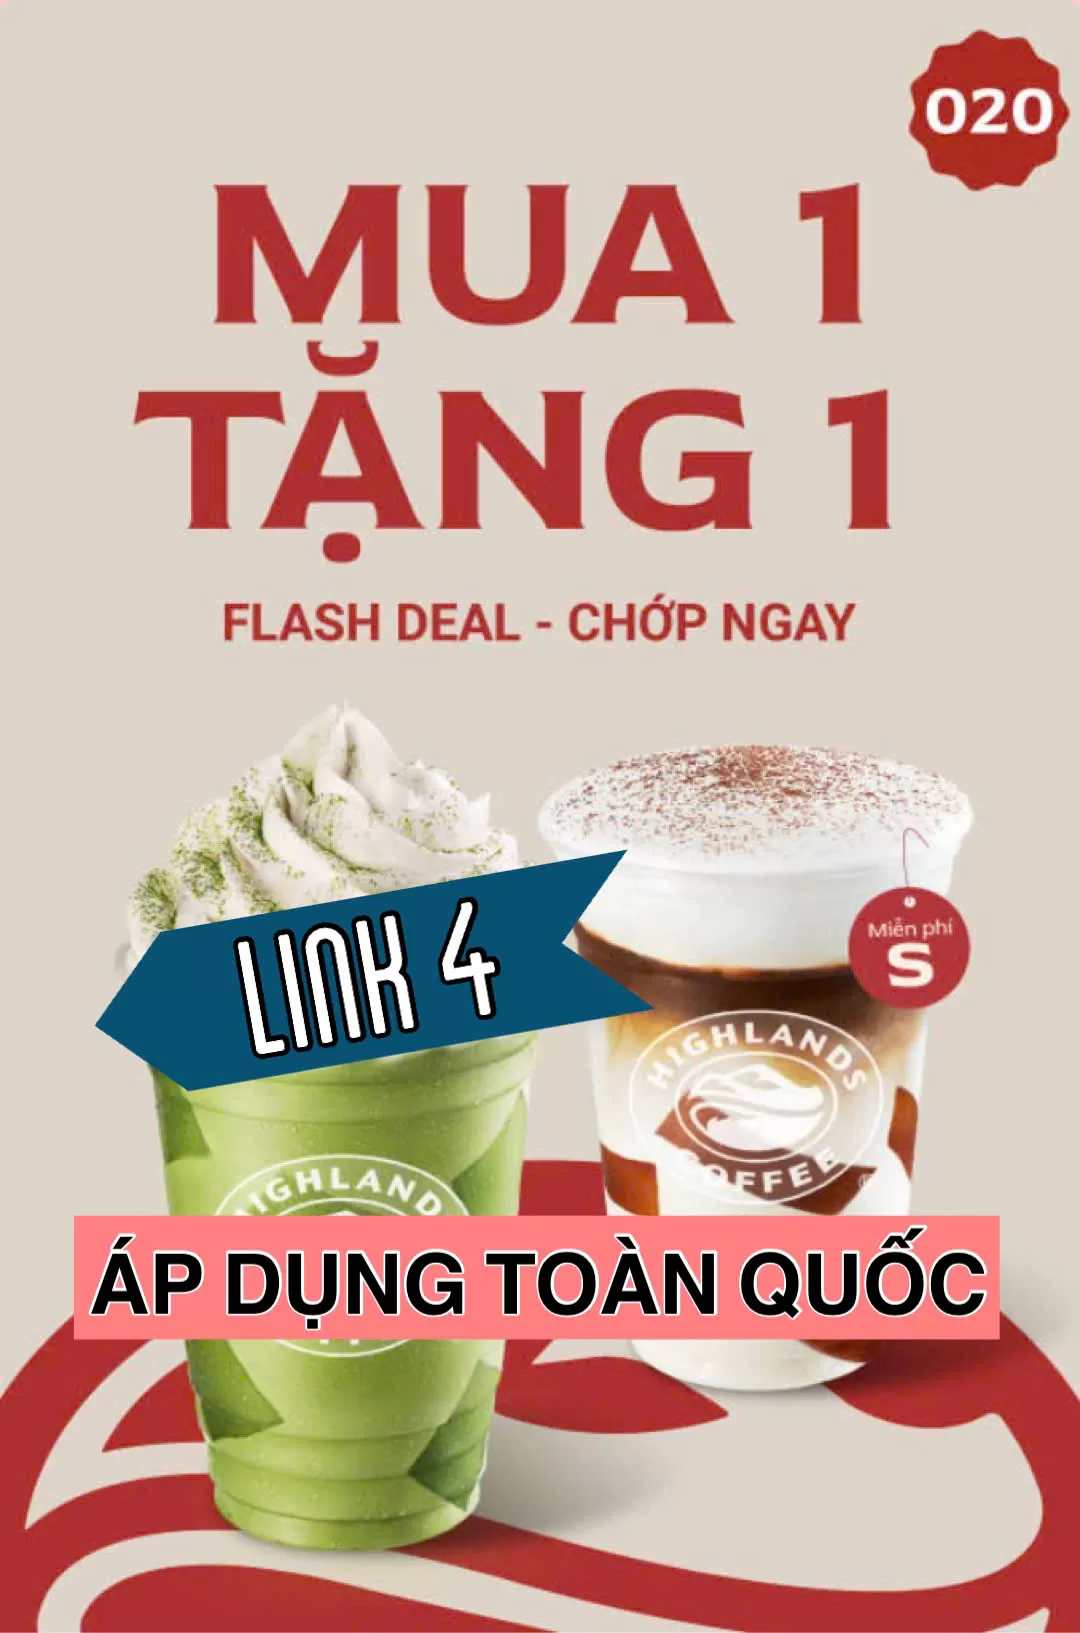 020
MUA 1
TẶNG 1
FLASH DEAL - CHỚP NGAY
LINK 4
Miễn phí
S
HIGHLANDS
COFFEE
HIGHLAND
ÁP DỤNG TOÀN QUỐC